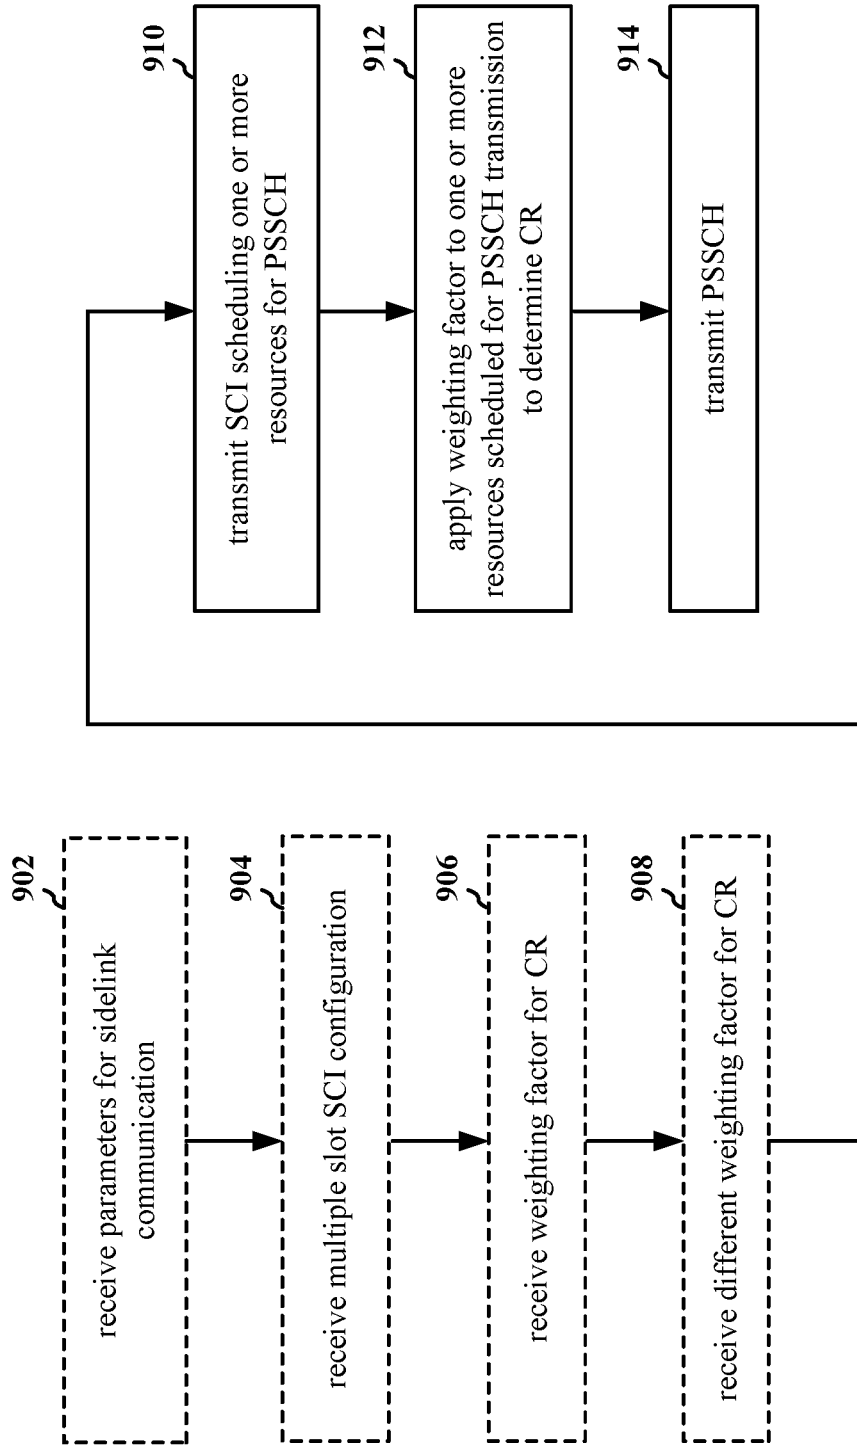 902
receive parameters for sidelink
communication
904
receive multiple slot SCI configuration
906
receive weighting factor for CR
908
receive different weighting factor for CR
910
transmit SCI scheduling one or more
resources for PSSCH
912
apply weighting factor to one or more
resources scheduled for PSSCH transmission
to determine CR
914
transmit PSSCH